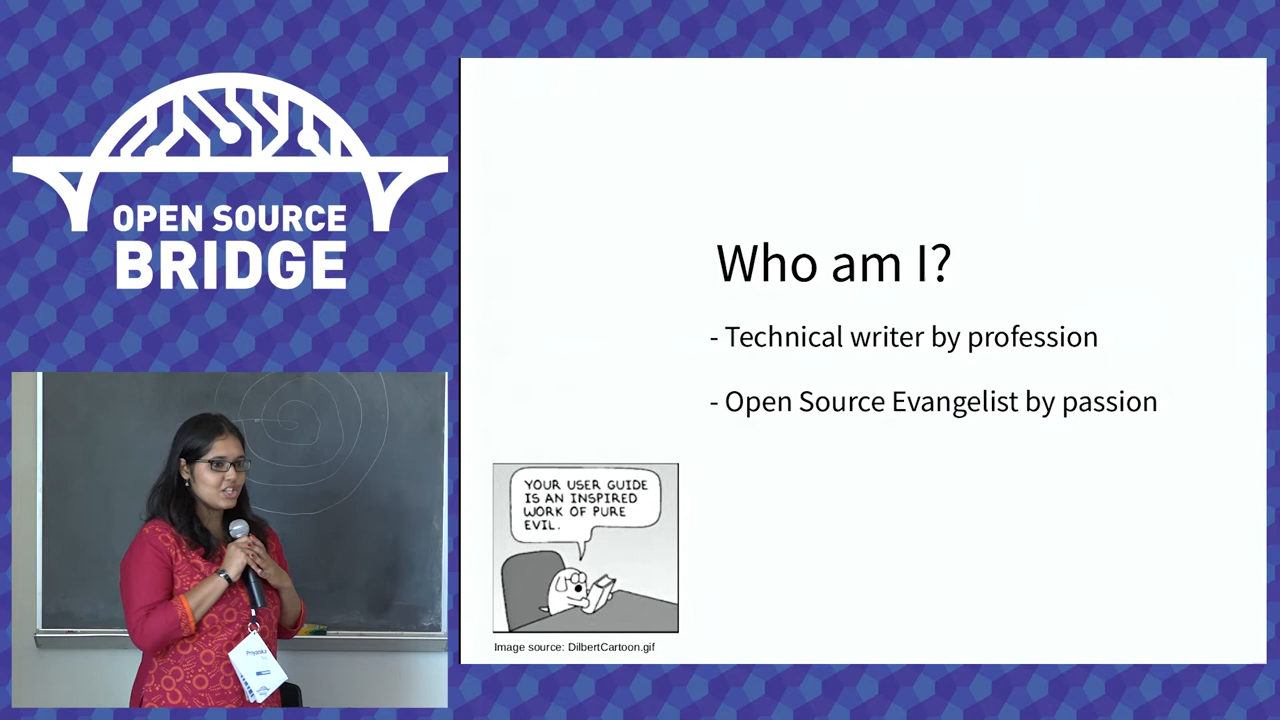 OPEN SOURCE
BRIDGE
Who am I?
- Technical writer by profession
- Open Source Evangelist by passion
YOUR USER GUIDE
IS AN INSPIRED
WORK OF PURE
EVIL.
Image source: DilbertCartoon.gif
Priyanka